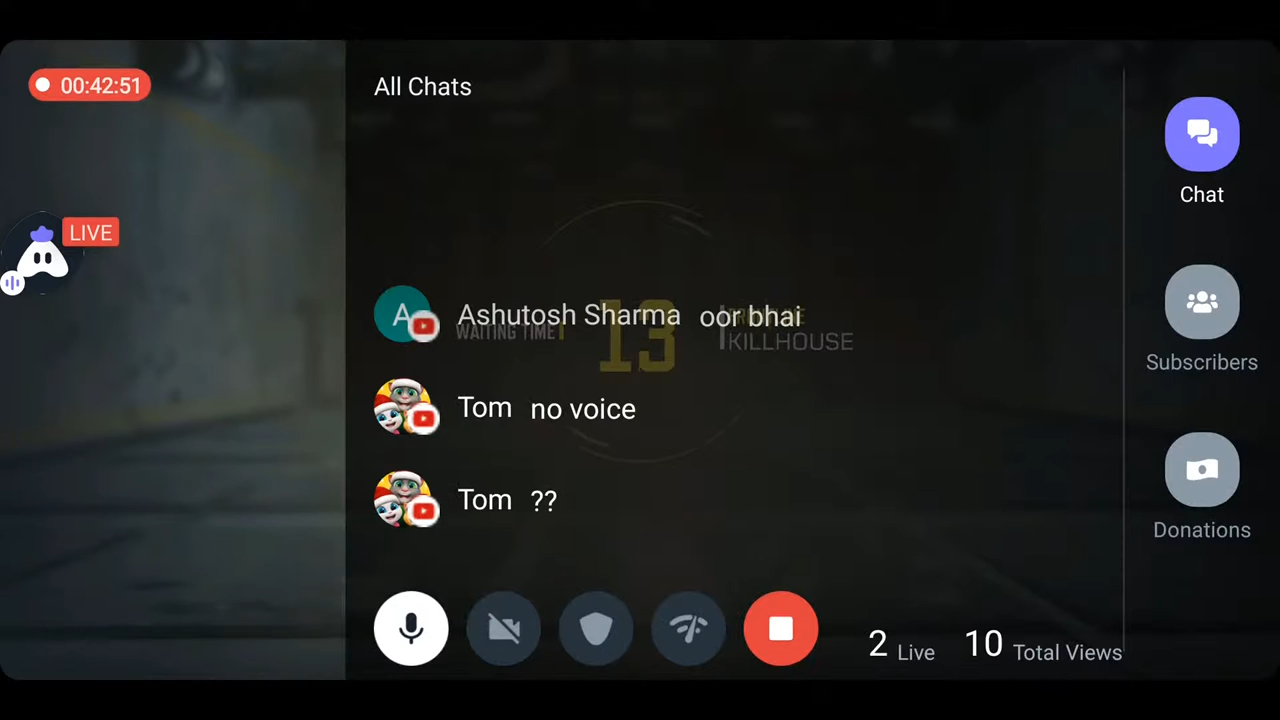 00:42:51
All Chats
Chat
LIVE
Ashutosh Sharma oor bhai
WAITING TIME 13
KILLHOUSE
Tom no voice
Subscribers
Tom ??
Donations
2 Live 10 Total Views